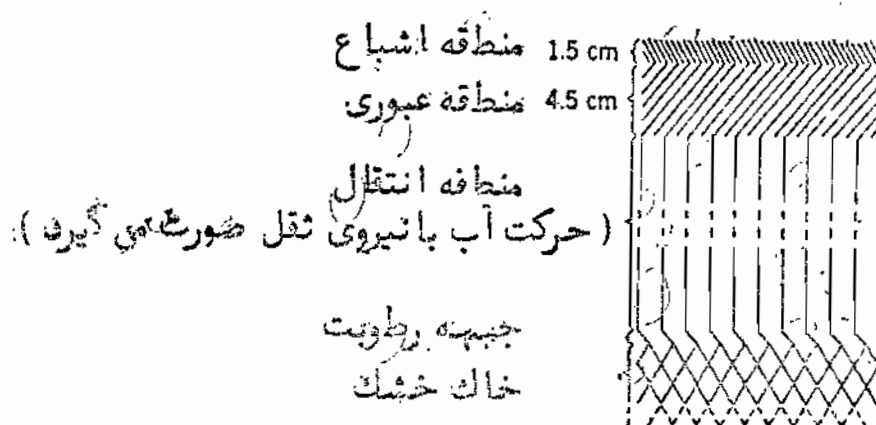 منطقه اشباع 1.5 cm
منطقه عبوری 4.5 cm
منطقه انتقال
( حرکت آب با نیروی ثقل صورت می گیرد ).
جبهه رطوبت
خاک خشک